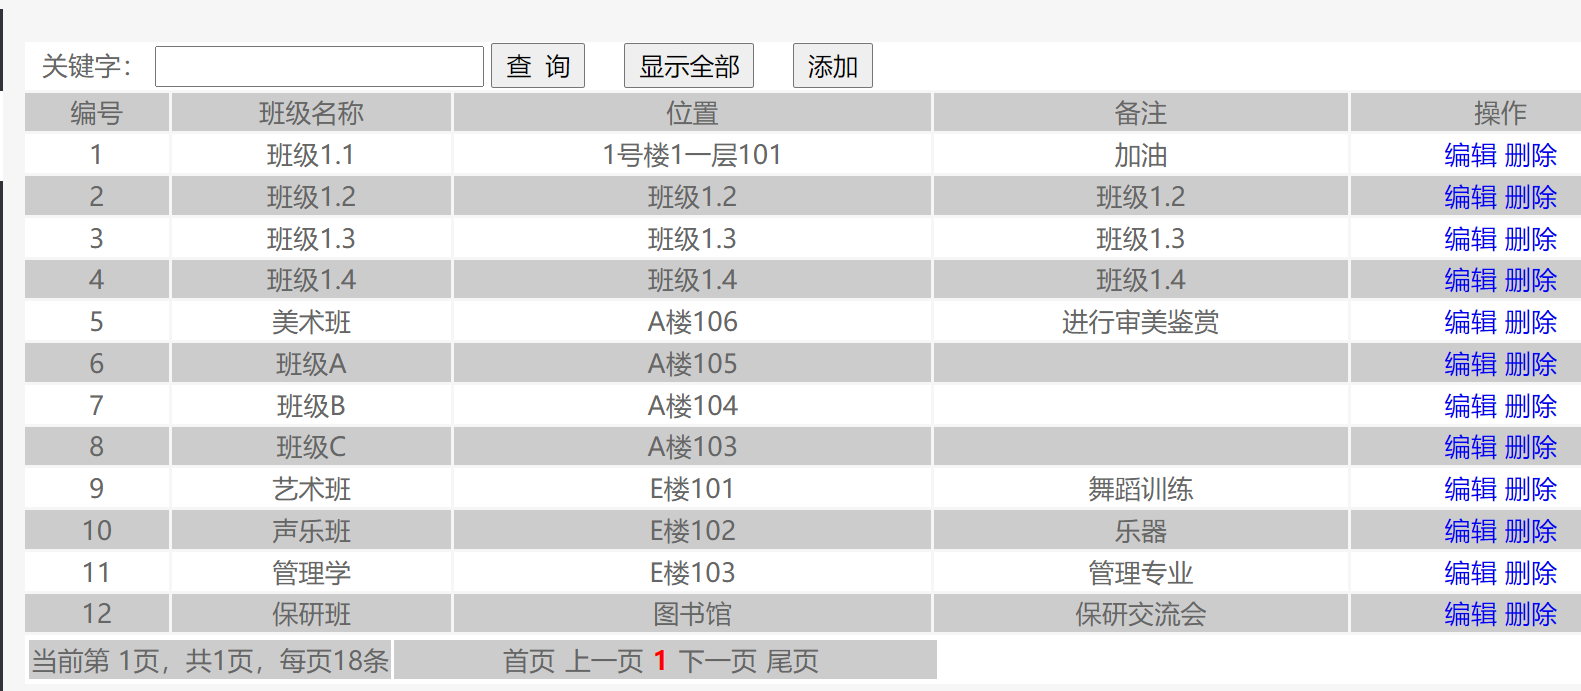 关键字： 查 询 显示全部 添加
编号 班级名称 位置 备注 操作
1 班级1.1 1号楼1一层101 加油 编辑 删除
2 班级1.2 班级1.2 班级1.2 编辑 删除
3 班级1.3 班级1.3 班级1.3 编辑 删除
4 班级1.4 班级1.4 班级1.4 编辑 删除
5 美术班 A楼106 进行审美鉴赏 编辑 删除
6 班级A A楼105 编辑 删除
7 班级B A楼104 编辑 删除
8 班级C A楼103 编辑 删除
9 艺术班 E楼101 舞蹈训练 编辑 删除
10 声乐班 E楼102 乐器 编辑 删除
11 管理学 E楼103 管理专业 编辑 删除
12 保研班 图书馆 保研交流会 编辑 删除
当前第 1页，共1页，每页18条 首页 上一页 1 下一页 尾页